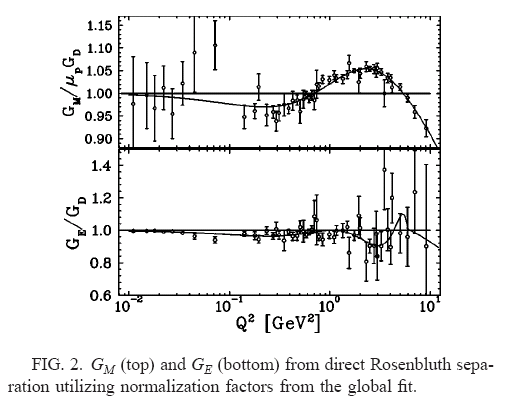 1.15
1.10
1.05
1.00
0.95
0.90
G_M/μ_pG_D
1.4
1.2
1.0
0.8
0.6
G_E/G_D
10^-2 10^-1 10^0 10^1
Q^2 [GeV^2]
FIG. 2. G_M (top) and G_E (bottom) from direct Rosenbluth sepa-
ration utilizing normalization factors from the global fit.